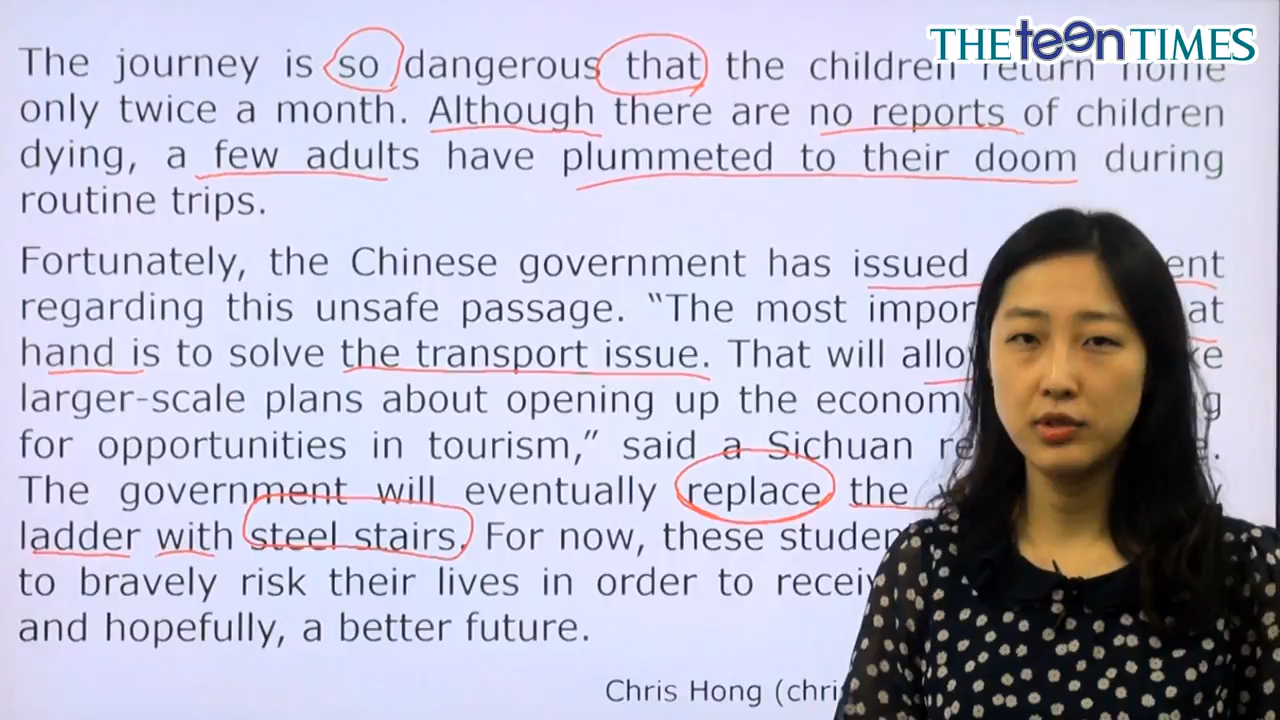 THE teen TIMES
The journey is so dangerous that the children return home
only twice a month. Although there are no reports of children
dying, a few adults have plummeted to their doom during
routine trips.
Fortunately, the Chinese government has issued
regarding this unsafe passage. “The most
hand is to solve the transport issue. That will
larger-scale plans about opening up the
for opportunities in tourism,” said a Sichuan
The government will eventually replace the
ladder with steel stairs. For now, these
to bravely risk their lives in order to
and hopefully, a better future.
Chris Hong